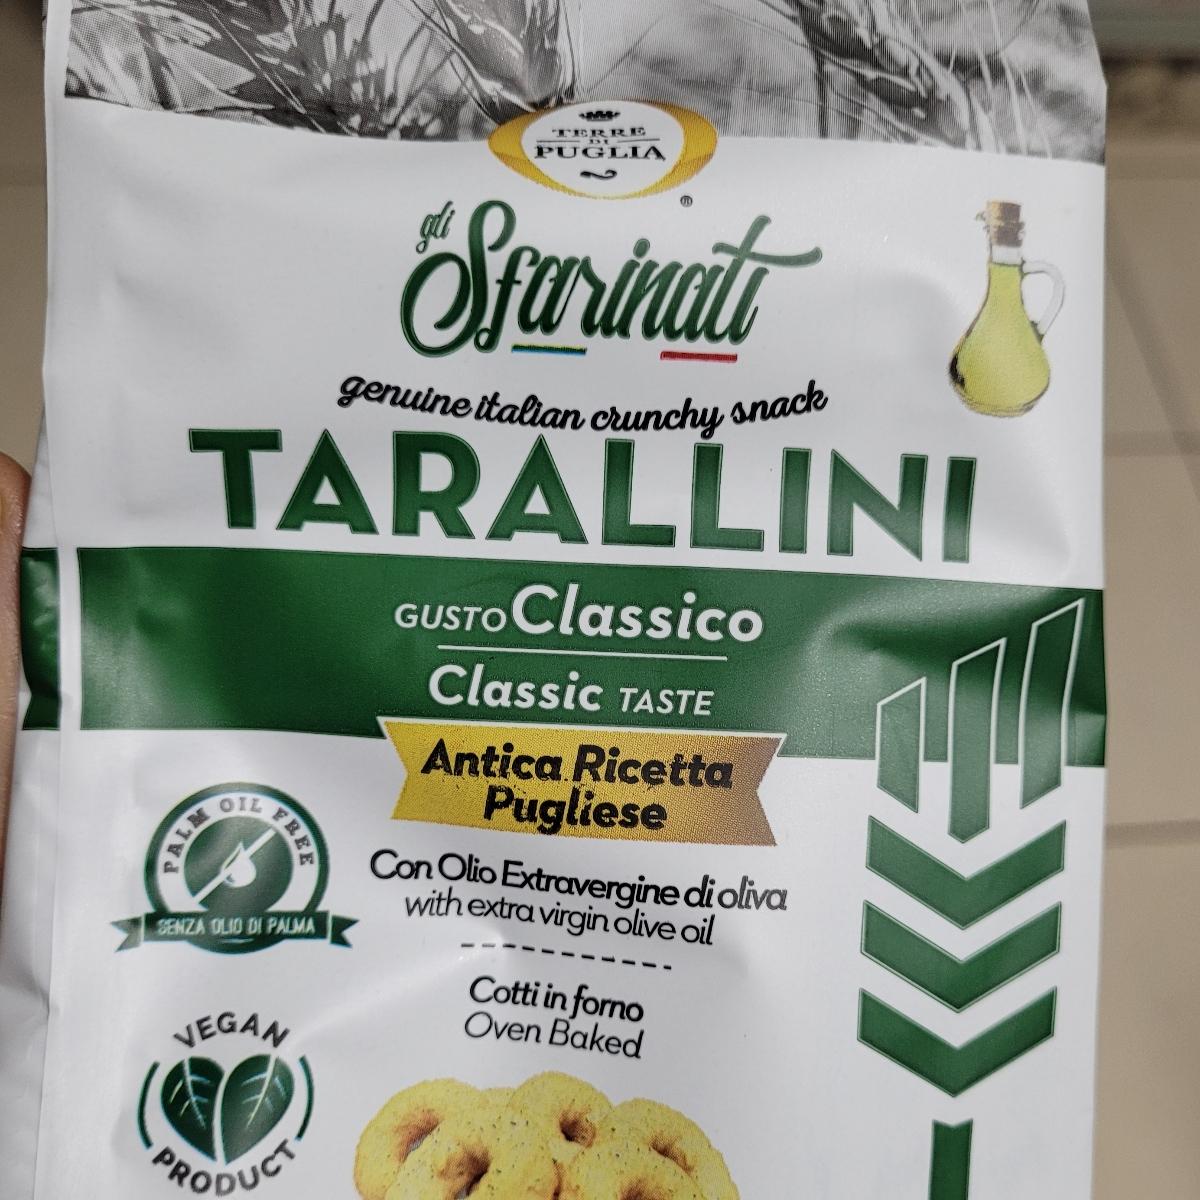 TERRE
DI
PUGLIA
®
gli
Sfarinati
genuine italian crunchy snack
TARALLINI
GUSTO Classico
Classic TASTE
Antica Ricetta
Pugliese
PALM OIL FREE
SENZA OLIO DI PALMA
Con Olio Extravergine di oliva
with extra virgin olive oil
Cotti in forno
Oven Baked
VEGAN
PRODUCT